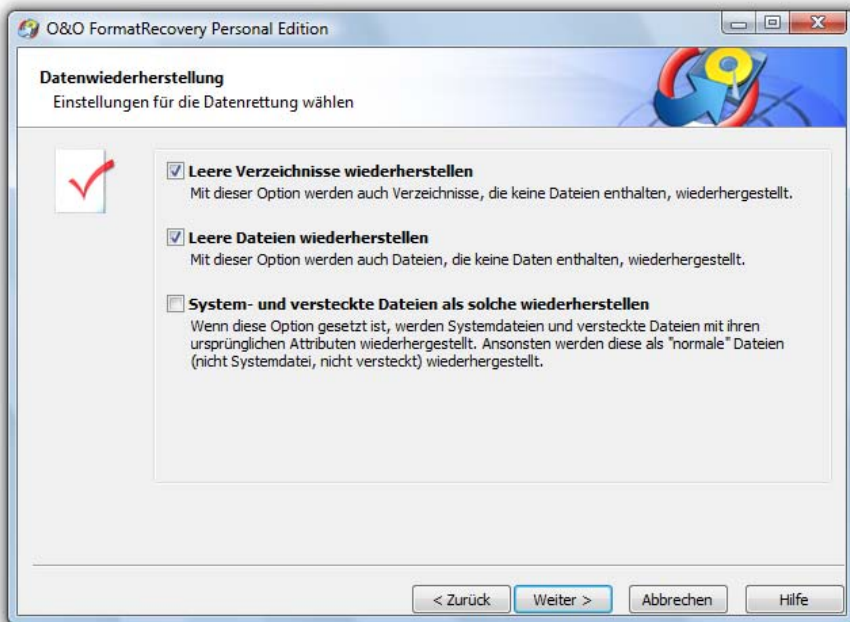 O&O FormatRecovery Personal Edition
Datenwiederherstellung
Einstellungen für die Datenrettung wählen
Leere Verzeichnisse wiederherstellen
Mit dieser Option werden auch Verzeichnisse, die keine Dateien enthalten, wiederhergestellt.
Leere Dateien wiederherstellen
Mit dieser Option werden auch Dateien, die keine Daten enthalten, wiederhergestellt.
System- und versteckte Dateien als solche wiederherstellen
Wenn diese Option gesetzt ist, werden Systemdateien und versteckte Dateien mit ihren
ursprünglichen Attributen wiederhergestellt. Ansonsten werden diese als "normale" Dateien
(nicht Systemdatei, nicht versteckt) wiederhergestellt.
< Zurück Weiter > Abbrechen Hilfe